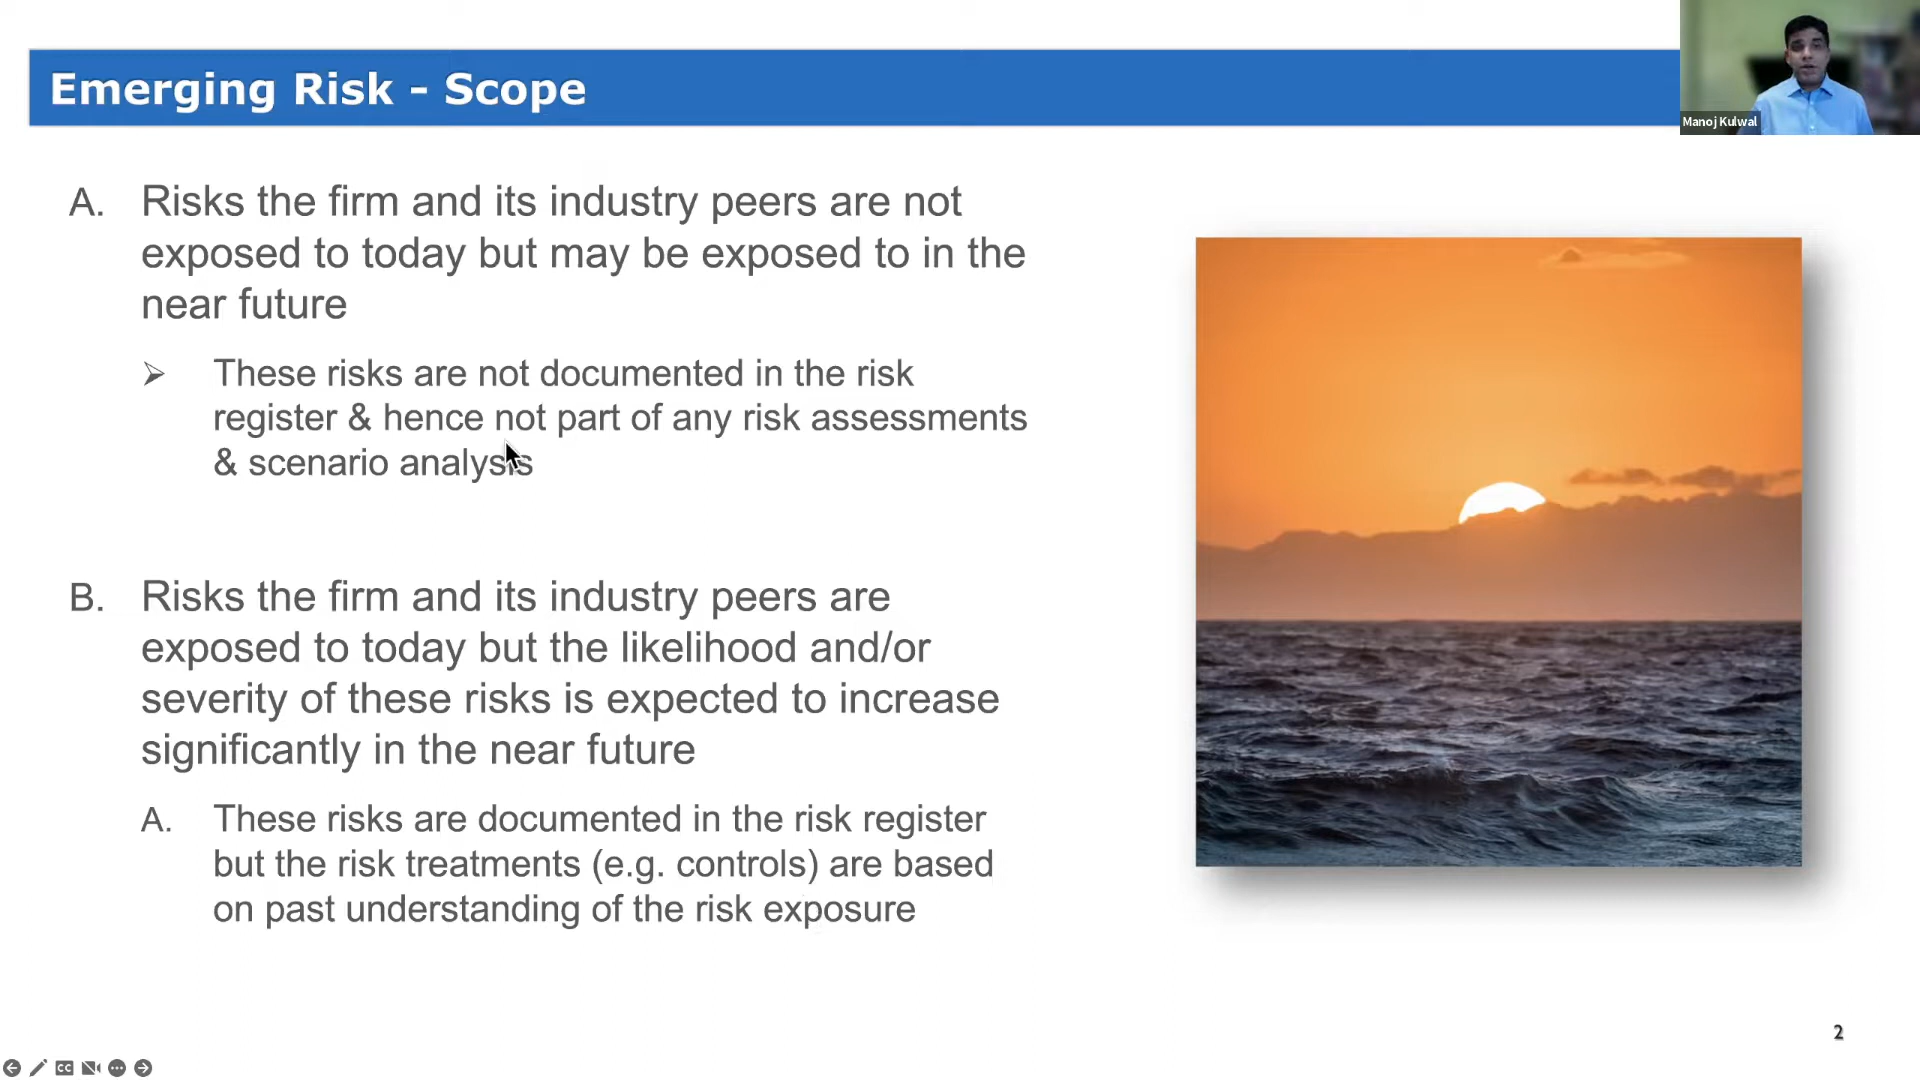 Emerging Risk - Scope
Manoj Kulwal
A. Risks the firm and its industry peers are not
exposed to today but may be exposed to in the
near future
➢ These risks are not documented in the risk
register & hence not part of any risk assessments
& scenario analysis
B. Risks the firm and its industry peers are
exposed to today but the likelihood and/or
severity of these risks is expected to increase
significantly in the near future
A. These risks are documented in the risk register
but the risk treatments (e.g. controls) are based
on past understanding of the risk exposure
2
CC